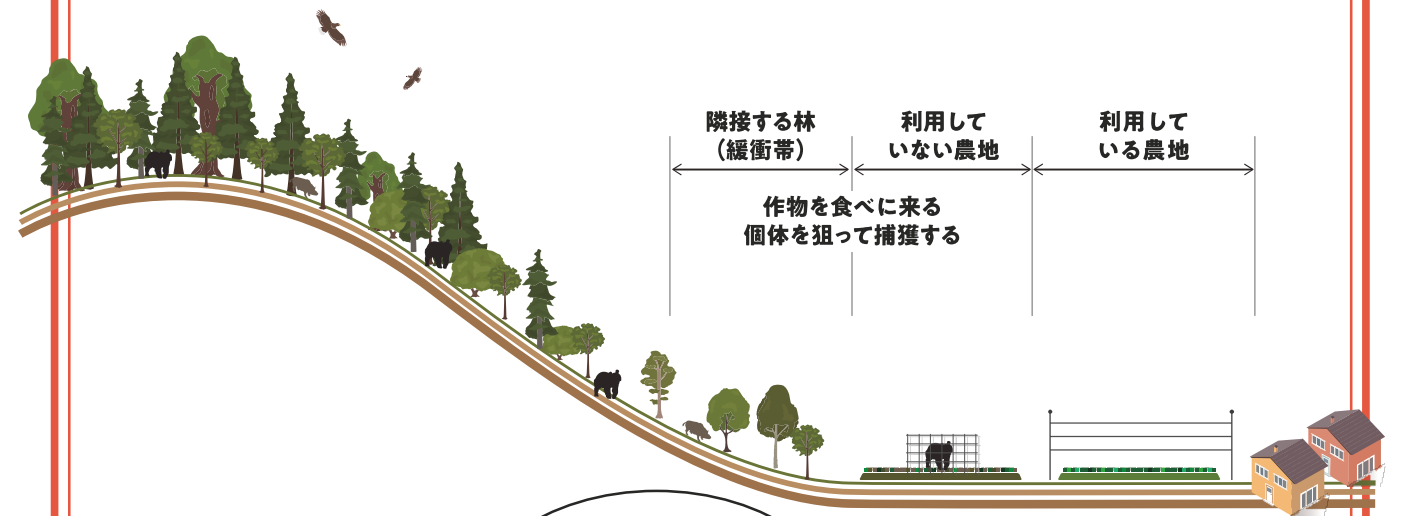 隣接する林
（緩衝帯）
利用して
いない農地
利用して
いる農地
作物を食べに来る
個体を狙って捕獲する